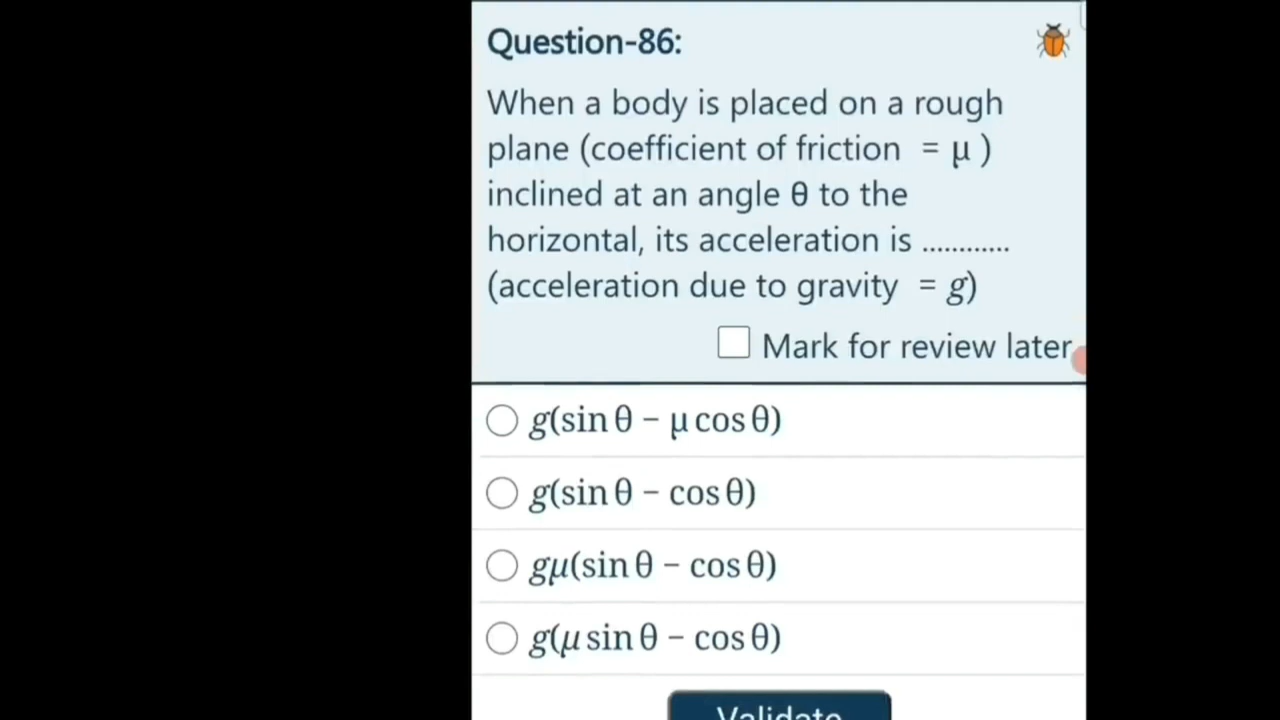 Question-86:
When a body is placed on a rough
plane (coefficient of friction = μ )
inclined at an angle θ to the
horizontal, its acceleration is ............
(acceleration due to gravity = g)
Mark for review later
g(sin θ − μ cos θ)
g(sin θ − cos θ)
gμ(sin θ − cos θ)
g(μ sin θ − cos θ)
Validate